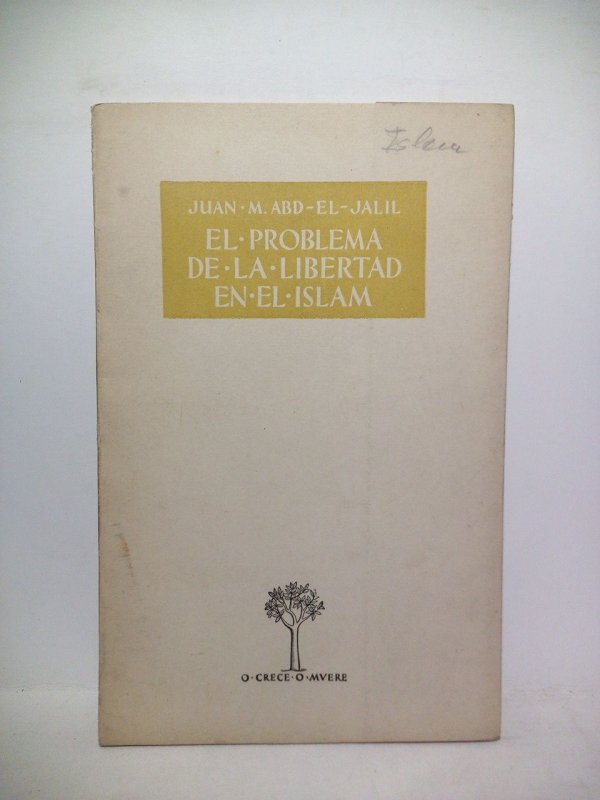 Islam
JUAN·M. ABD-EL-JALIL
EL·PROBLEMA
DE·LA·LIBERTAD
EN·EL·ISLAM
O·CRECE·O·MVERE